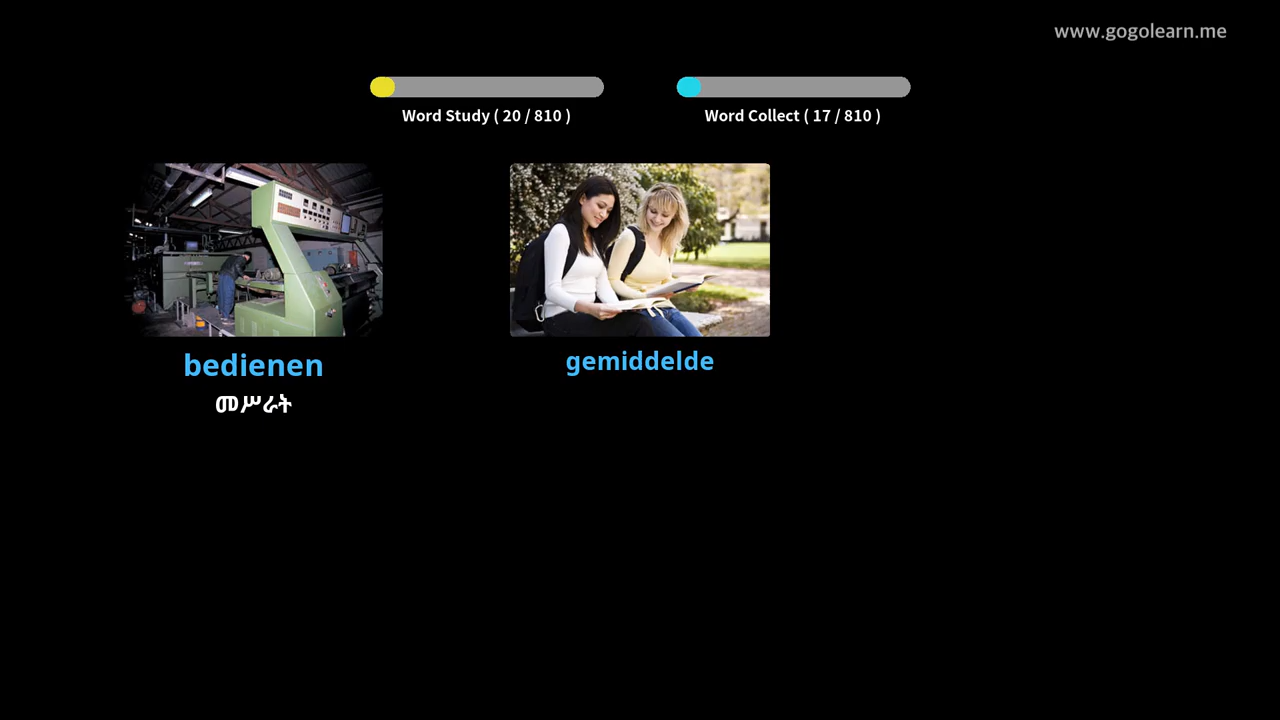 www.gogolearn.me
Word Study ( 20 / 810 )
Word Collect ( 17 / 810 )
bedienen
መሥራት
gemiddelde